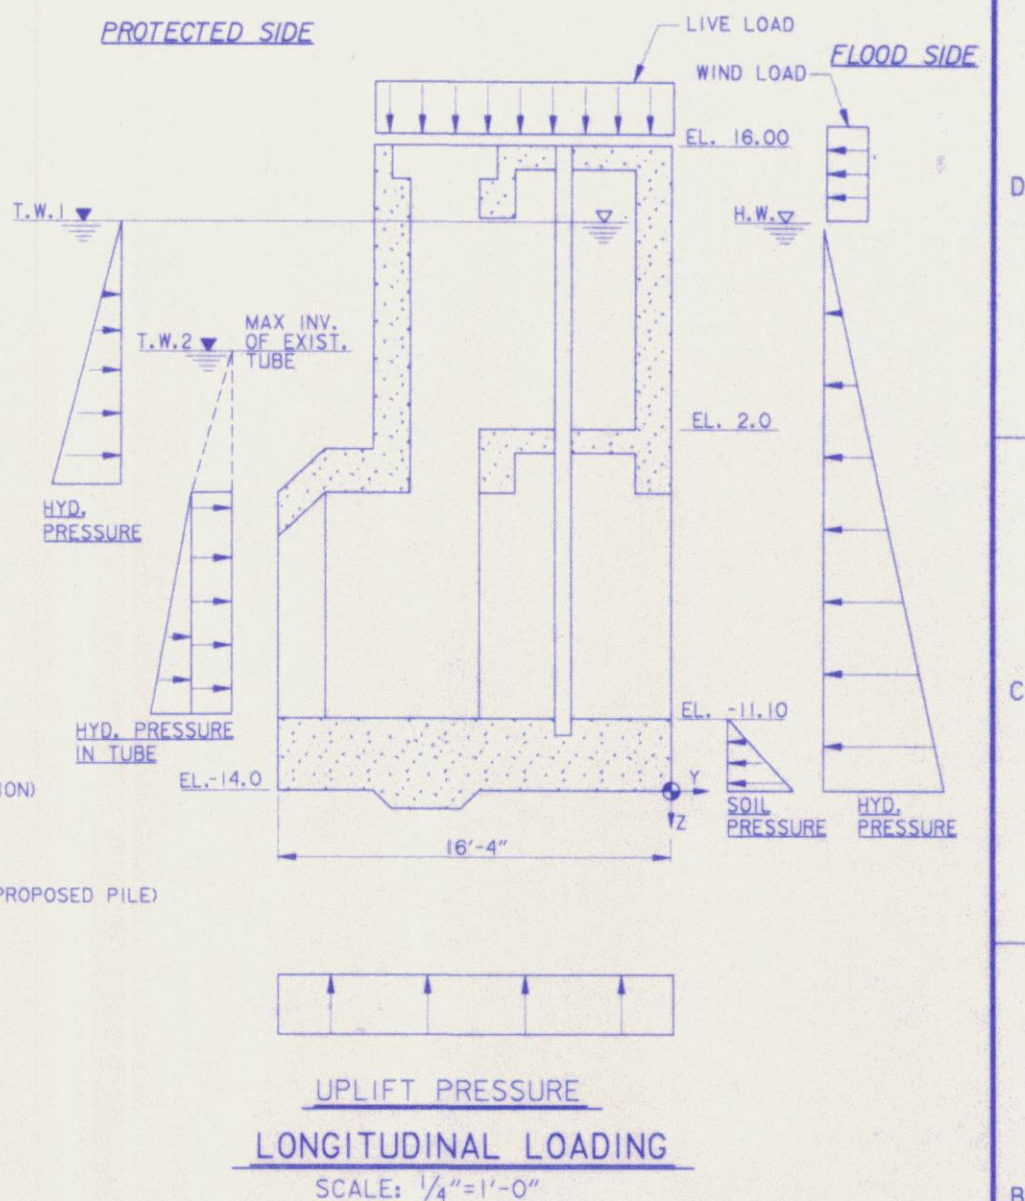 PROTECTED SIDE
LIVE LOAD
FLOOD SIDE
WIND LOAD
EL. 16.00
D
T.W.1
H.W.
T.W.2
MAX INV.
OF EXIST.
TUBE
EL. 2.0
HYD.
PRESSURE
C
EL. -11.10
HYD. PRESSURE
IN TUBE
EL.-14.0
Y
Z
SOIL
PRESSURE
HYD.
PRESSURE
ION)
16'-4"
PROPOSED PILE)
UPLIFT PRESSURE
LONGITUDINAL LOADING
SCALE: 1/4"=1'-0"
B